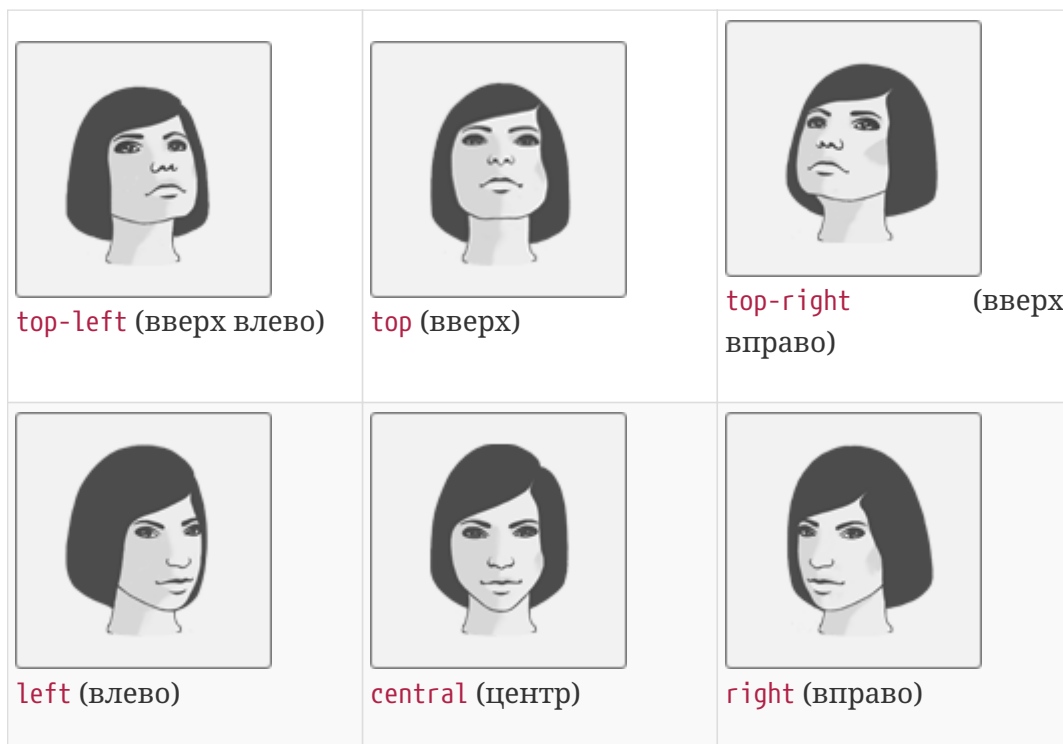 top-left (вверх влево)
top (вверх)
top-right (вверх
вправо)
left (влево)
central (центр)
right (вправо)